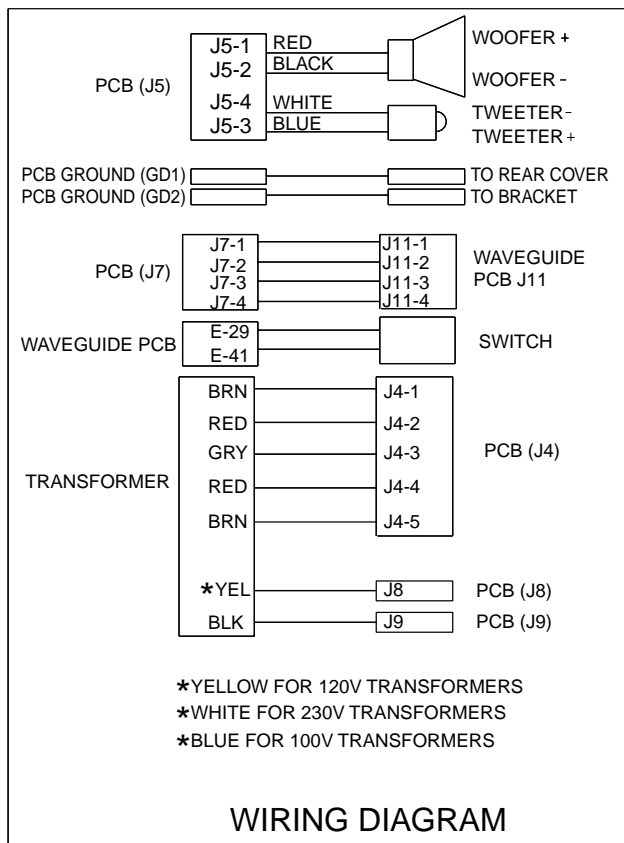 PCB (J5)
J5-1 RED WOOFER +
J5-2 BLACK WOOFER -
J5-4 WHITE TWEETER -
J5-3 BLUE TWEETER +
PCB GROUND (GD1) TO REAR COVER
PCB GROUND (GD2) TO BRACKET
PCB (J7)
J7-1 J11-1
J7-2 J11-2
J7-3 J11-3
J7-4 J11-4
WAVEGUIDE
PCB J11
WAVEGUIDE PCB
E-29
E-41
SWITCH
TRANSFORMER
BRN J4-1
RED J4-2
GRY J4-3
RED J4-4
BRN J4-5
PCB (J4)
*YEL J8 PCB (J8)
BLK J9 PCB (J9)
*YELLOW FOR 120V TRANSFORMERS
*WHITE FOR 230V TRANSFORMERS
*BLUE FOR 100V TRANSFORMERS
WIRING DIAGRAM